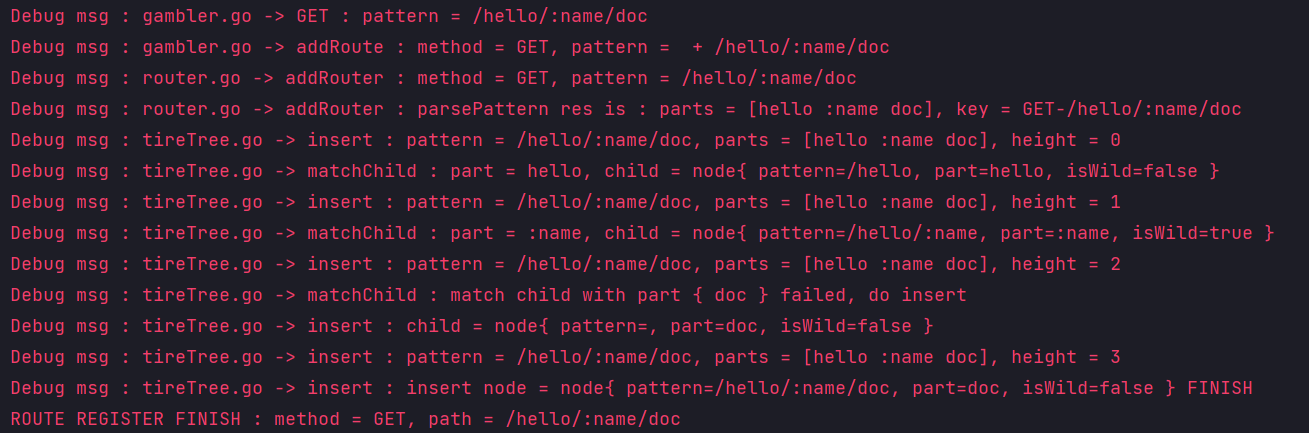 Debug msg : gambler.go -> GET : pattern = /hello/:name/doc
Debug msg : gambler.go -> addRoute : method = GET, pattern =  + /hello/:name/doc
Debug msg : router.go -> addRouter : method = GET, pattern = /hello/:name/doc
Debug msg : router.go -> addRouter : parsePattern res is : parts = [hello :name doc], key = GET-/hello/:name/doc
Debug msg : tireTree.go -> insert : pattern = /hello/:name/doc, parts = [hello :name doc], height = 0
Debug msg : tireTree.go -> matchChild : part = hello, child = node{ pattern=/hello, part=hello, isWild=false }
Debug msg : tireTree.go -> insert : pattern = /hello/:name/doc, parts = [hello :name doc], height = 1
Debug msg : tireTree.go -> matchChild : part = :name, child = node{ pattern=/hello/:name, part=:name, isWild=true }
Debug msg : tireTree.go -> insert : pattern = /hello/:name/doc, parts = [hello :name doc], height = 2
Debug msg : tireTree.go -> matchChild : match child with part { doc } failed, do insert
Debug msg : tireTree.go -> insert : child = node{ pattern=, part=doc, isWild=false }
Debug msg : tireTree.go -> insert : pattern = /hello/:name/doc, parts = [hello :name doc], height = 3
Debug msg : tireTree.go -> insert : insert node = node{ pattern=/hello/:name/doc, part=doc, isWild=false } FINISH
ROUTE REGISTER FINISH : method = GET, path = /hello/:name/doc